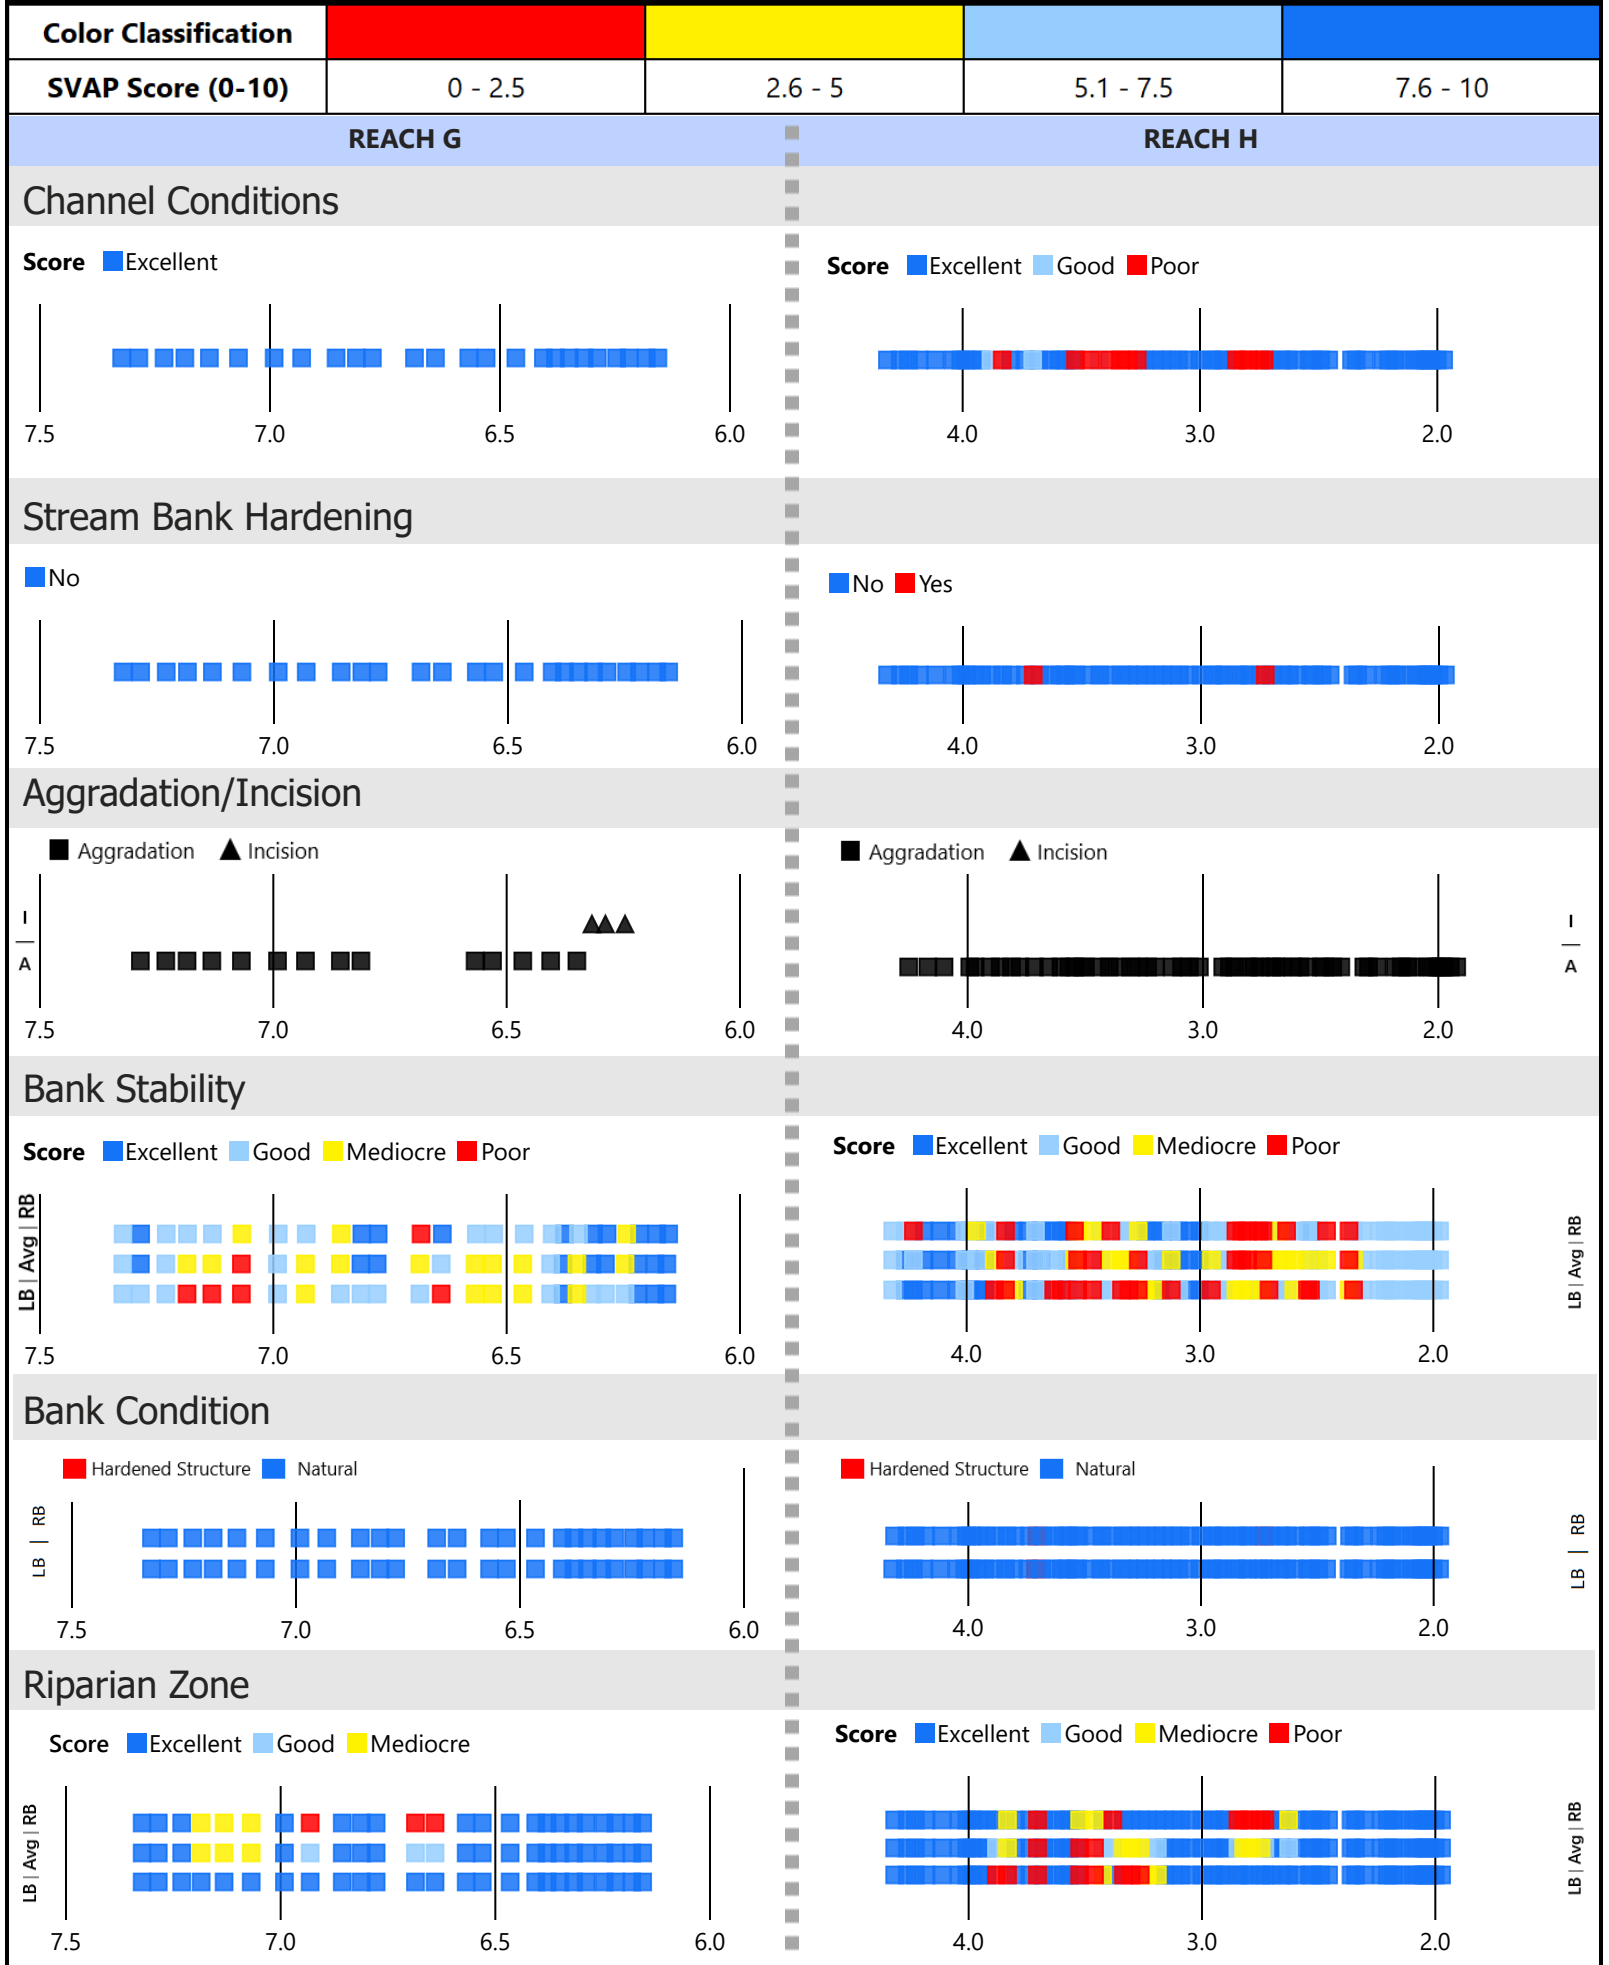 Color Classification
SVAP Score (0-10) 0 - 2.5 2.6 - 5 5.1 - 7.5 7.6 - 10
REACH G REACH H
Channel Conditions
Score Excellent
Score Excellent Good Poor
7.5 7.0 6.5 6.0
4.0 3.0 2.0
Stream Bank Hardening
No
No Yes
7.5 7.0 6.5 6.0
4.0 3.0 2.0
Aggradation/Incision
Aggradation Incision
Aggradation Incision
I | A
I | A
7.5 7.0 6.5 6.0
4.0 3.0 2.0
Bank Stability
Score Excellent Good Mediocre Poor
Score Excellent Good Mediocre Poor
LB | Avg | RB
LB | Avg | RB
7.5 7.0 6.5 6.0
4.0 3.0 2.0
Bank Condition
Hardened Structure Natural
Hardened Structure Natural
LB | RB
LB | RB
7.5 7.0 6.5 6.0
4.0 3.0 2.0
Riparian Zone
Score Excellent Good Mediocre
Score Excellent Good Mediocre Poor
LB | Avg | RB
LB | Avg | RB
7.5 7.0 6.5 6.0
4.0 3.0 2.0